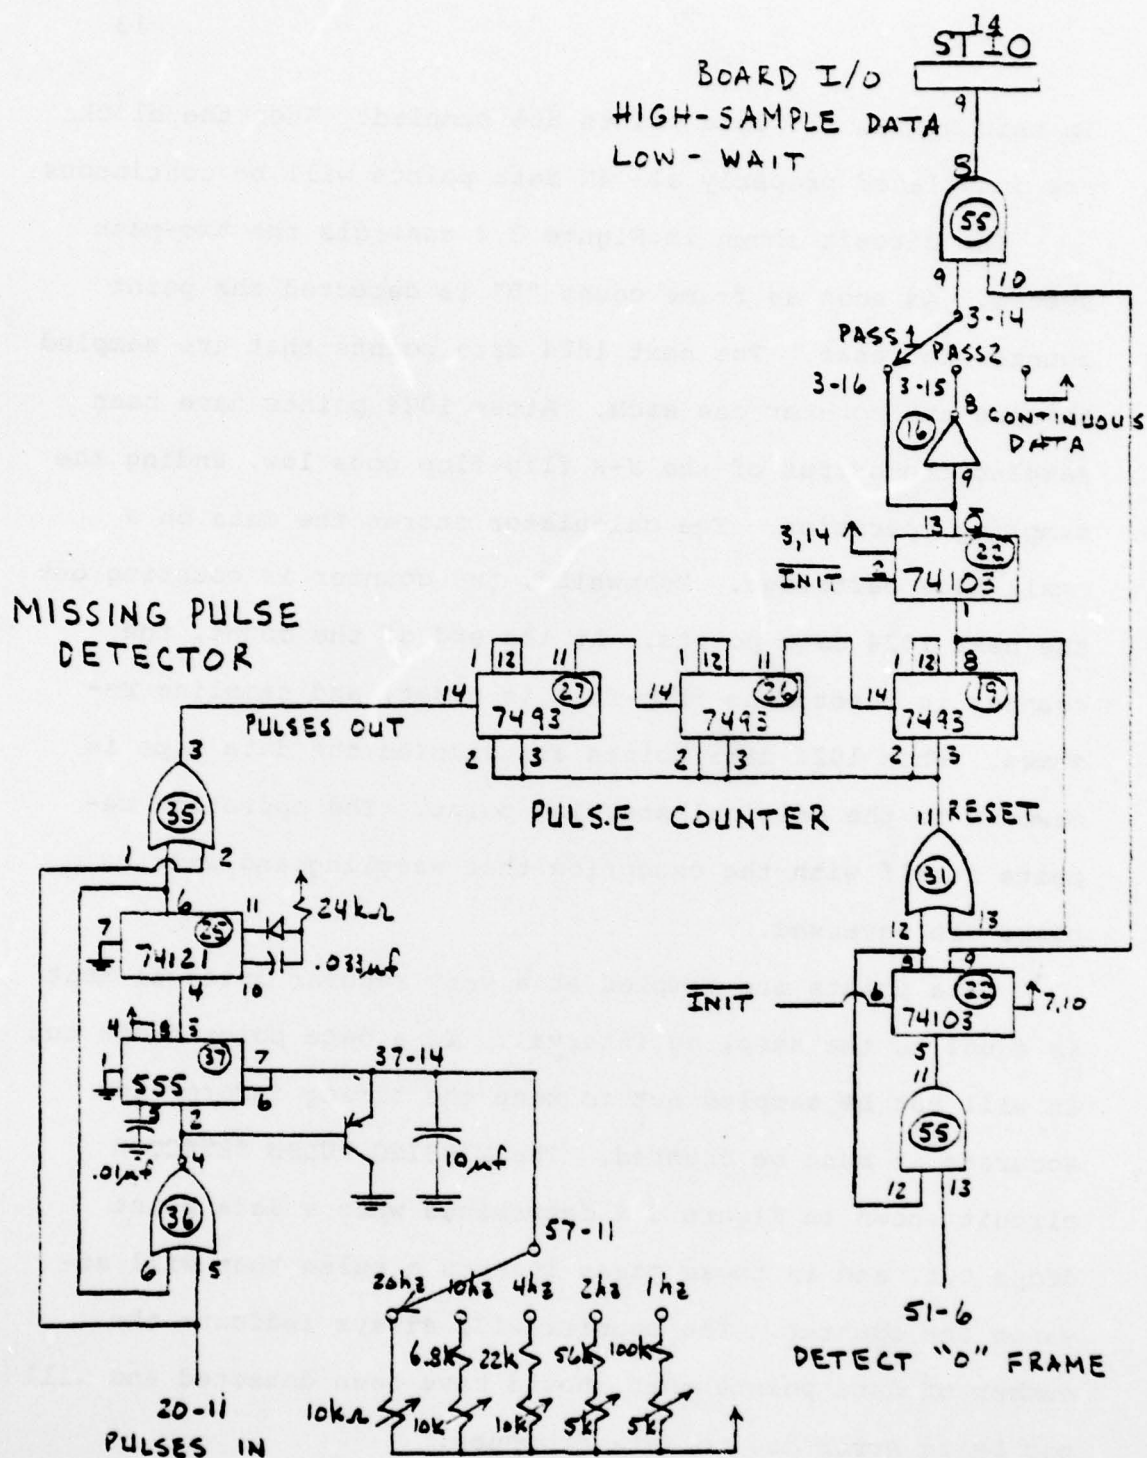 14
ST IO
BOARD I/O
HIGH-SAMPLE DATA
LOW-WAIT
9
8
55
9 10
3-14
PASS1
PASS2
3-16 3-15
8
CONTINUOUS
DATA
16
9
13
3,14
22
INIT
2
74103
1
MISSING PULSE
DETECTOR
1 12 11
1 12 11
1 12 8
14 27
14 26
14 19
7493
7493
7493
PULSES OUT
2 3
2 3
2 3
3
PULSE COUNTER
RESET
11
35
31
1 2
12 13
6
11
24kΩ
7
25
74121
.033µf
10
4
9
INIT
6
22
7,10
74103
5
4 8 3
37
37-14
7
1
555
6
5
2
11
.01µf
10µf
55
4
36
12 13
6 5
57-11
20hz 10hz 4hz 2hz 1hz
51-6
6.8k 22k 56k 100k
DETECT "0" FRAME
10kΩ 10k 10k 5k 5k
20-11
PULSES IN